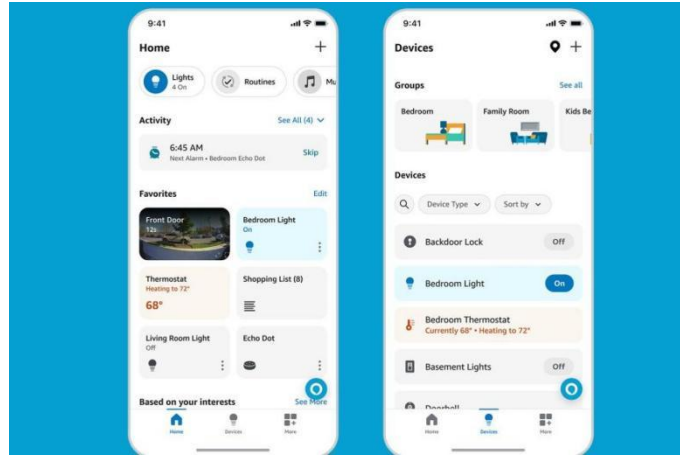 9:41
Home
Lights
4 On
Routines
Mu
Activity
See All (4)
6:45 AM
Next Alarm • Bedroom Echo Dot
Skip
Favorites
Edit
Front Door
12s
Bedroom Light
On
Thermostat
Heating to 72°
68°
Shopping List (8)
Living Room Light
Off
Echo Dot
Based on your interests
See More
Home
Devices
More
9:41
Devices
Groups
See all
Bedroom
Family Room
Kids Be
Devices
Device Type
Sort by
Backdoor Lock
Off
Bedroom Light
On
Bedroom Thermostat
Currently 68° • Heating to 72°
Basement Lights
Off
Doorbell
Home
Devices
More